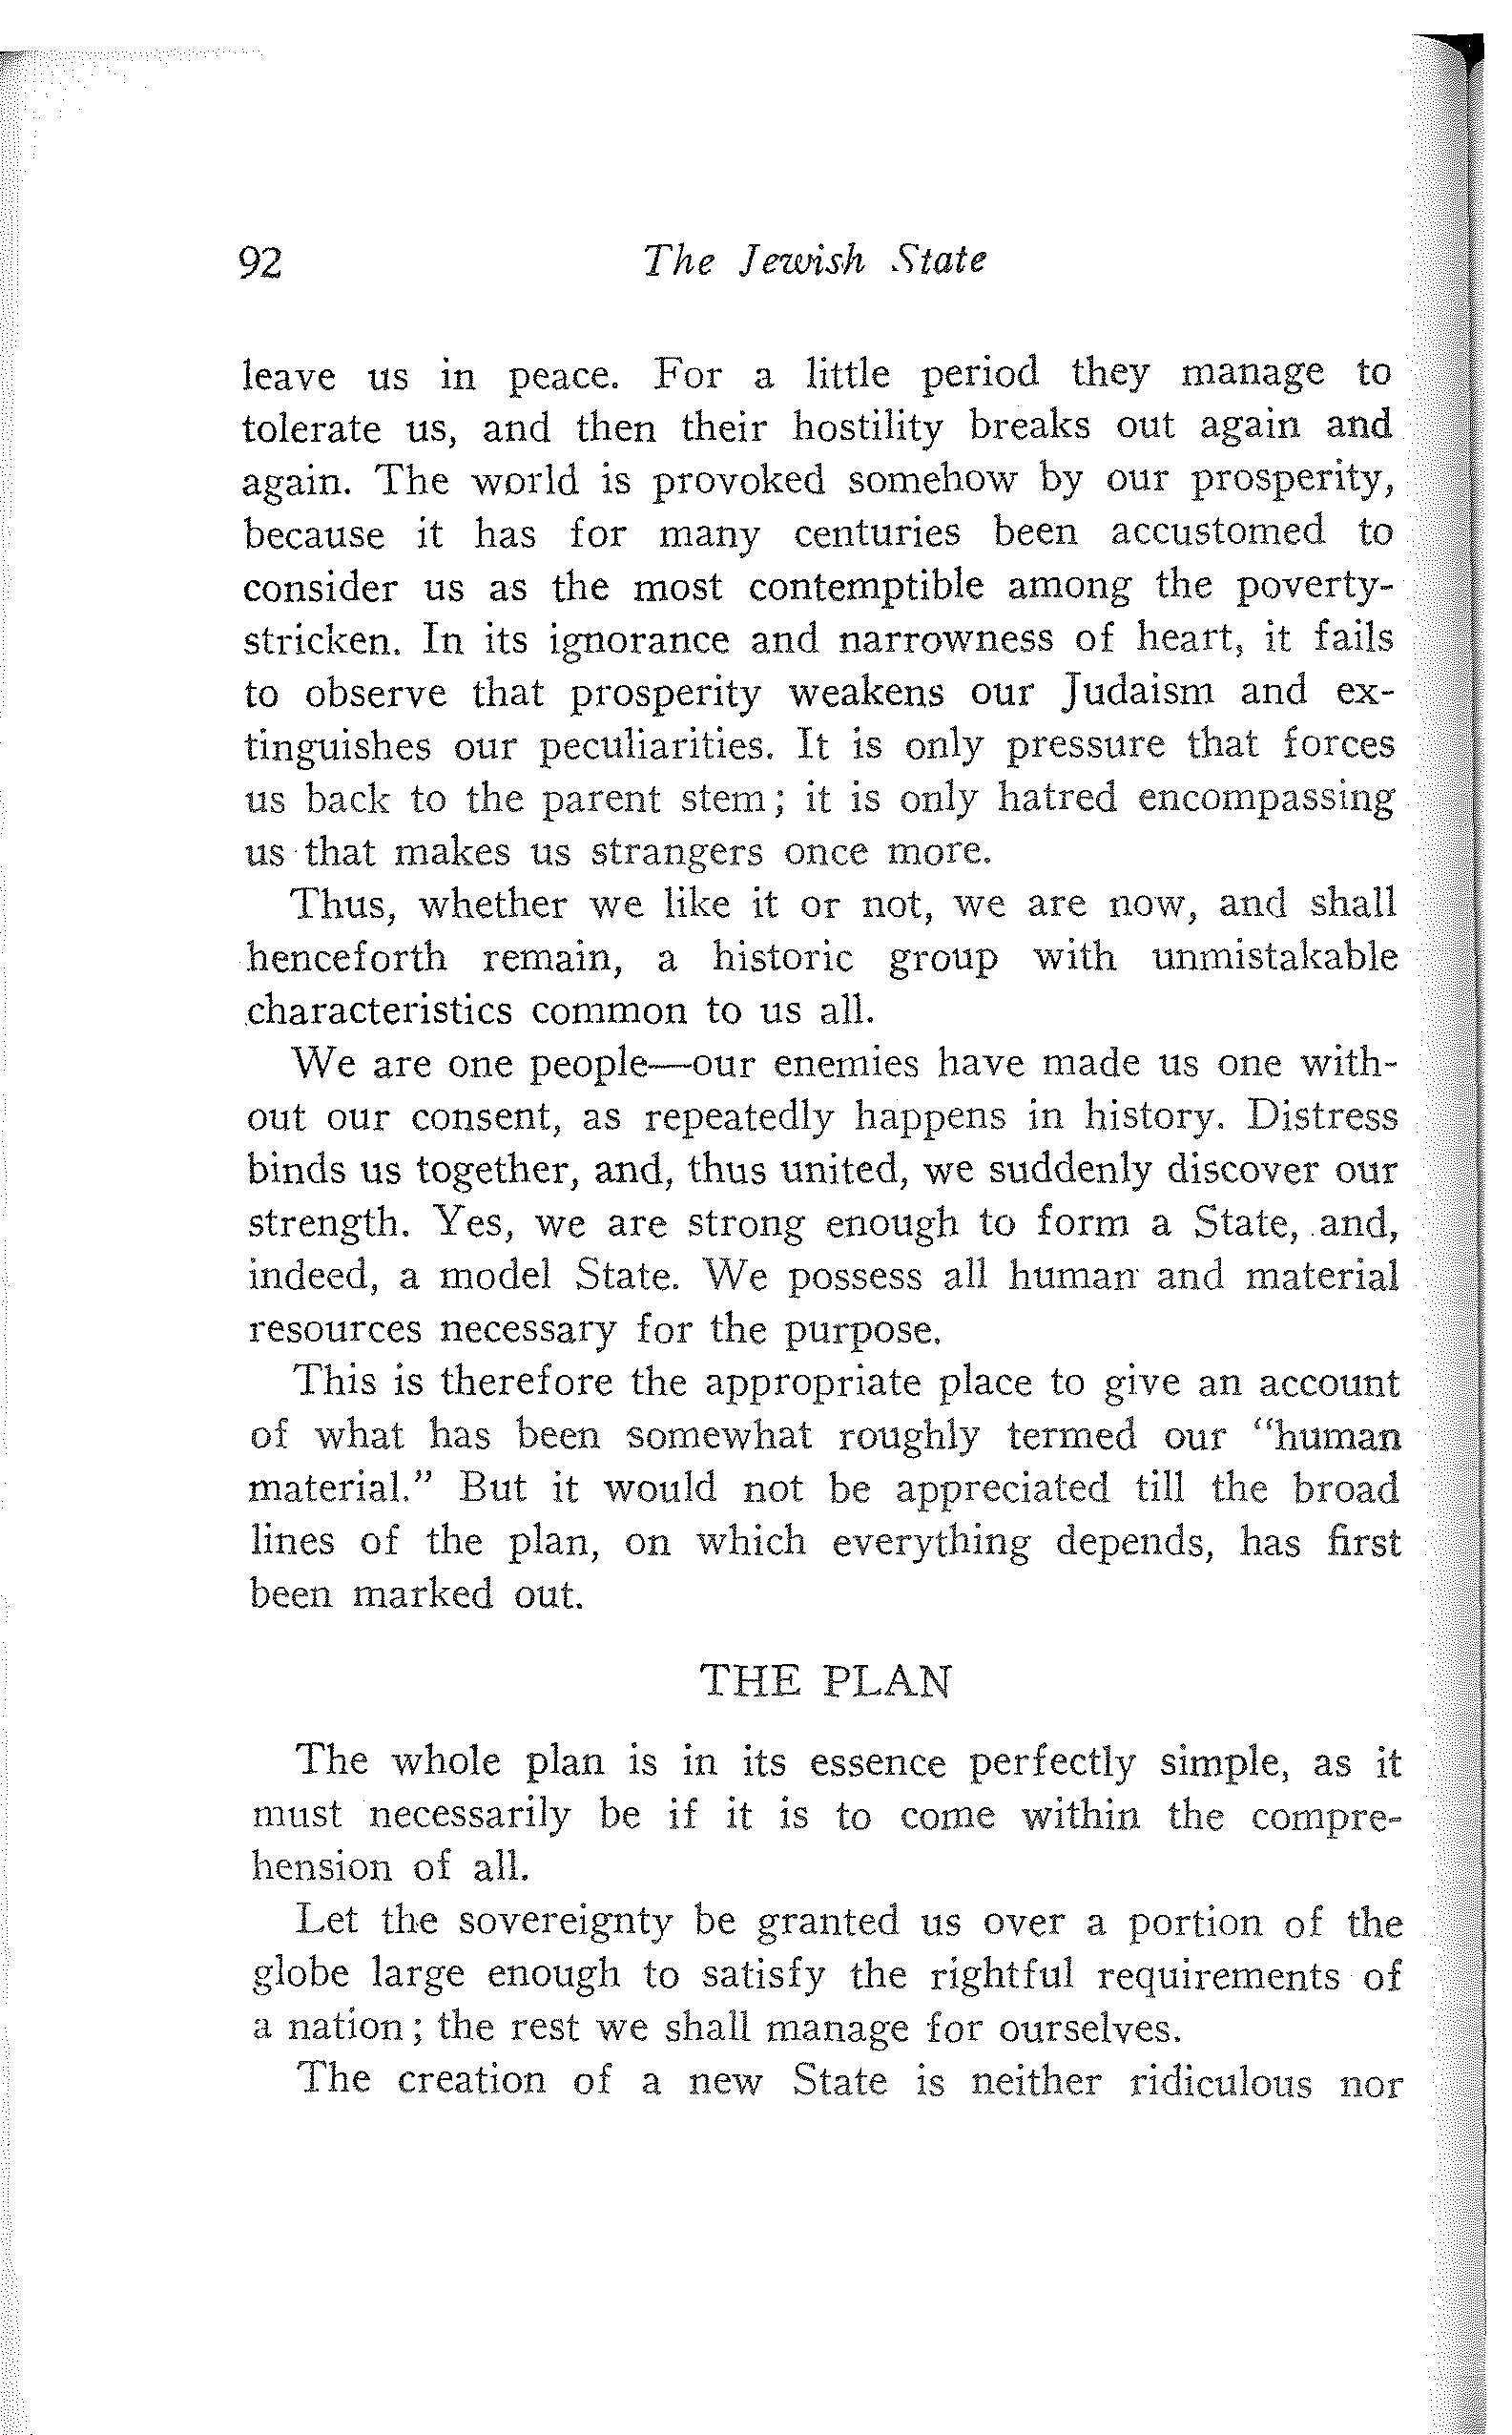 92 The Jewish State
leave us in peace. For a little period they manage to
tolerate us, and then their hostility breaks out again and
again. The world is provoked somehow by our prosperity,
because it has for many centuries been accustomed to
consider us as the most contemptible among the poverty-
stricken. In its ignorance and narrowness of heart, it fails
to observe that prosperity weakens our Judaism and ex-
tinguishes our peculiarities. It is only pressure that forces
us back to the parent stem; it is only hatred encompassing
us that makes us strangers once more.
Thus, whether we like it or not, we are now, and shall
henceforth remain, a historic group with unmistakable
characteristics common to us all.
We are one people—our enemies have made us one with-
out our consent, as repeatedly happens in history. Distress
binds us together, and, thus united, we suddenly discover our
strength. Yes, we are strong enough to form a State, and,
indeed, a model State. We possess all human and material
resources necessary for the purpose.
This is therefore the appropriate place to give an account
of what has been somewhat roughly termed our "human
material." But it would not be appreciated till the broad
lines of the plan, on which everything depends, has first
been marked out.
THE PLAN
The whole plan is in its essence perfectly simple, as it
must necessarily be if it is to come within the compre-
hension of all.
Let the sovereignty be granted us over a portion of the
globe large enough to satisfy the rightful requirements of
a nation; the rest we shall manage for ourselves.
The creation of a new State is neither ridiculous nor